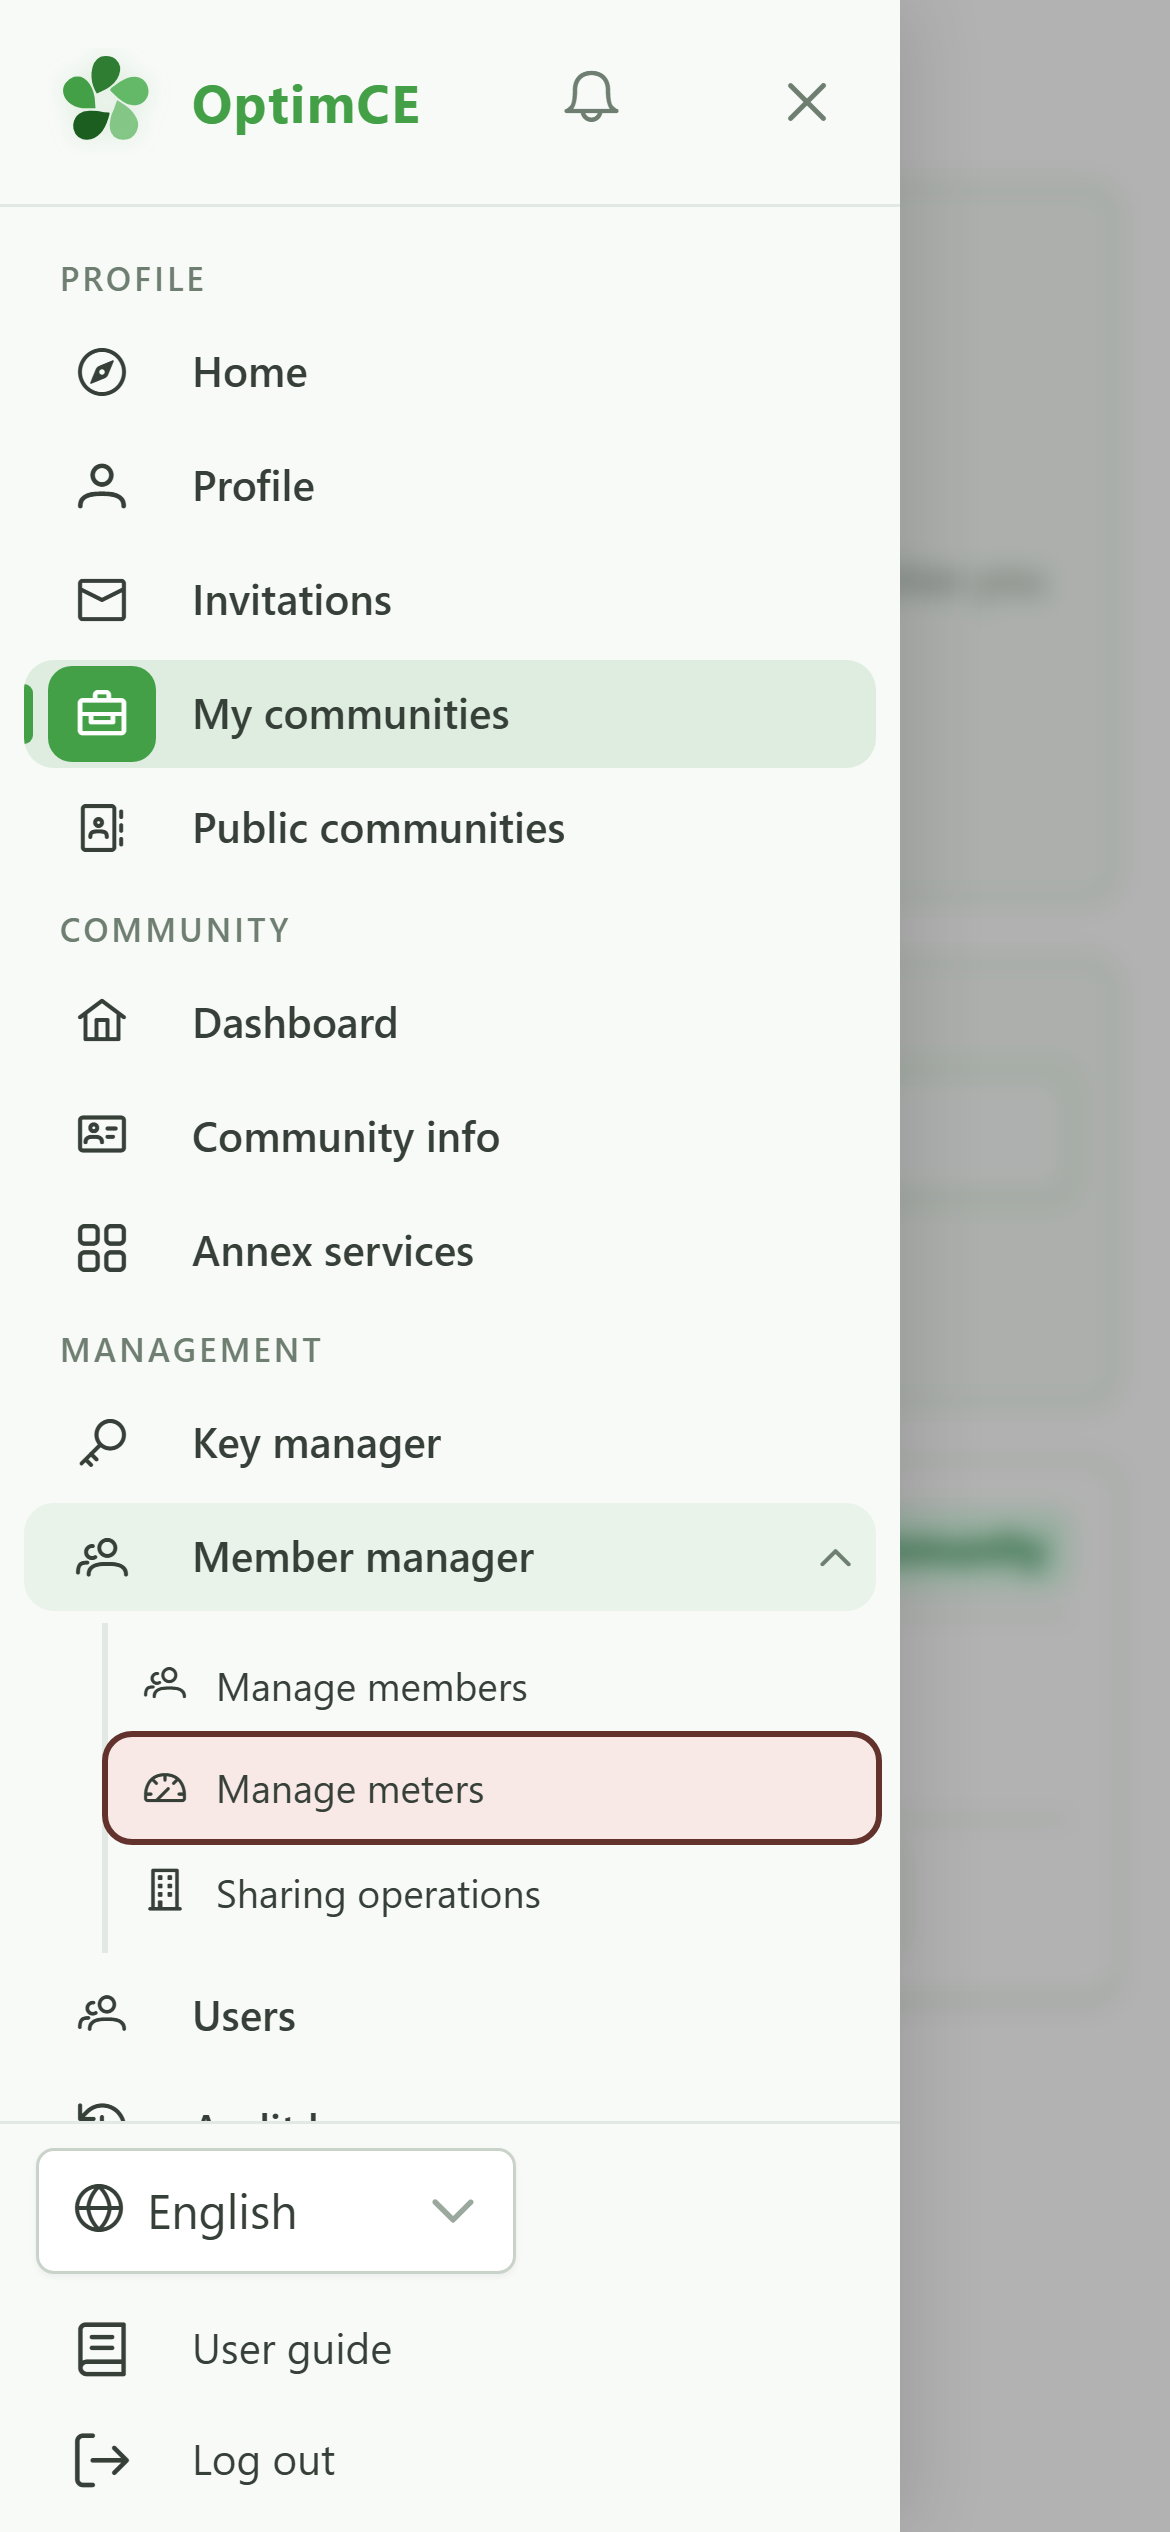 OptimCE
PROFILE
Home
Profile
Invitations
My communities
Public communities
COMMUNITY
Dashboard
Community info
Annex services
MANAGEMENT
Key manager
Member manager
Manage members
Manage meters
Sharing operations
Users
English
User guide
Log out